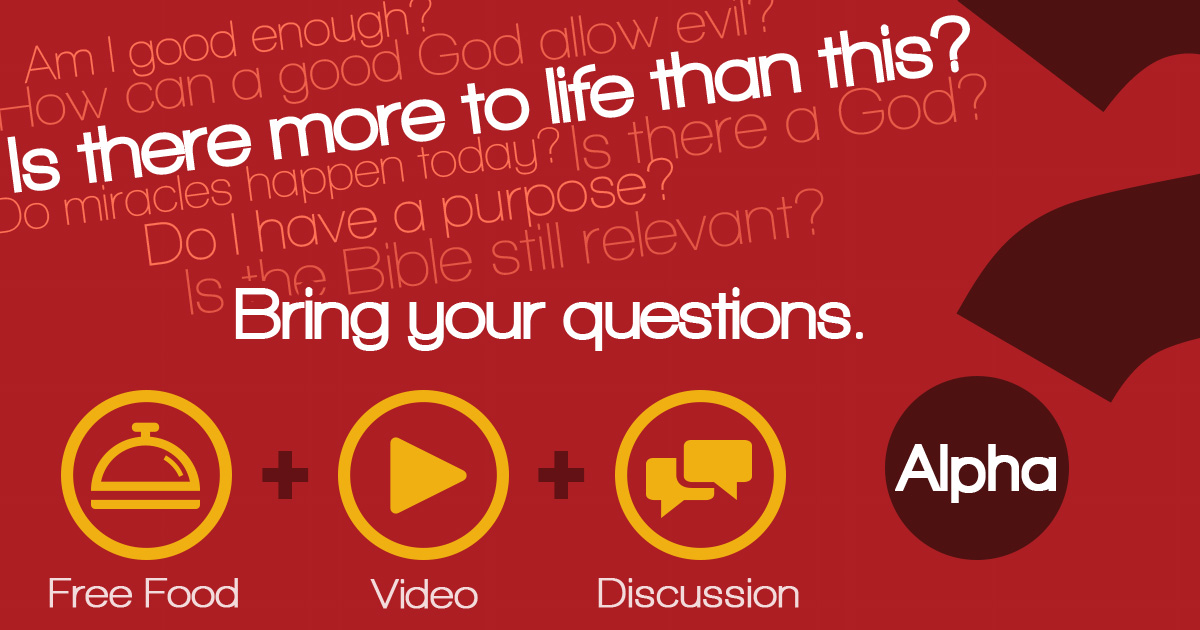 Am I good enough?
How can a good God allow evil?
Is there more to life than this?
Do miracles happen today?
Is there a God?
Do I have a purpose?
Is the Bible still relevant?
Bring your questions.
Free Food
Video
Discussion
Alpha